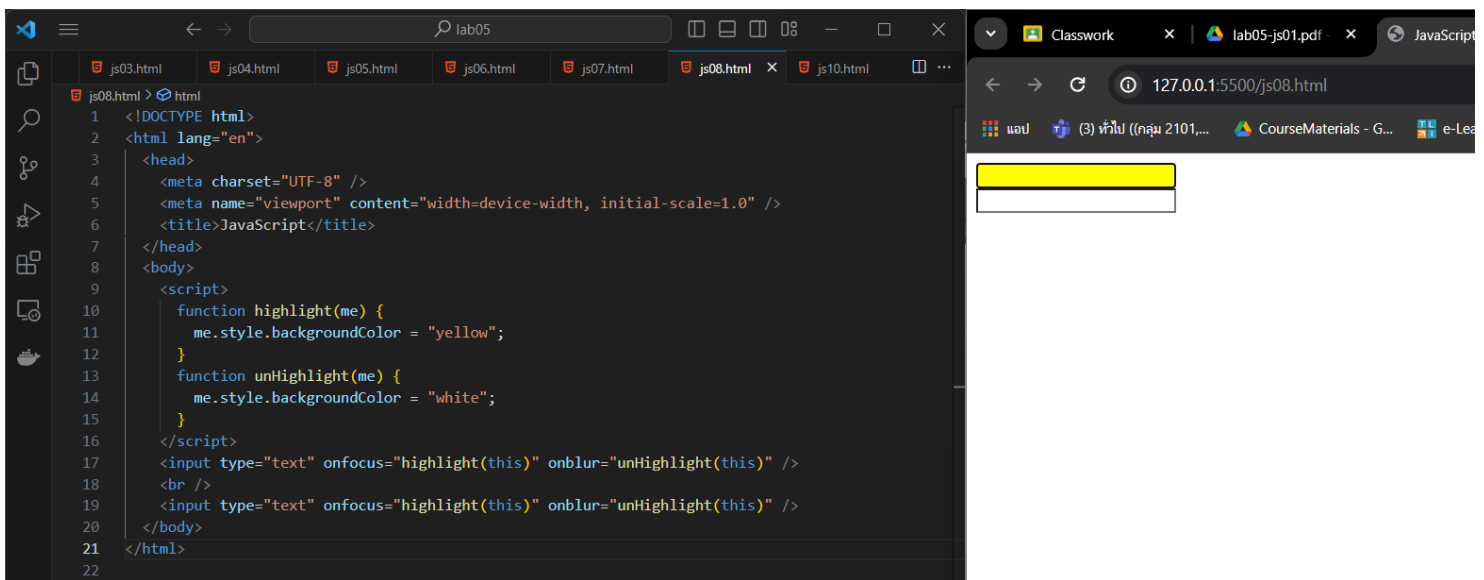 lab05
js03.html js04.html js05.html js06.html js07.html js08.html js10.html
js08.html > html
1 <!DOCTYPE html>
2 <html lang="en">
3 <head>
4 <meta charset="UTF-8" />
5 <meta name="viewport" content="width=device-width, initial-scale=1.0" />
6 <title>JavaScript</title>
7 </head>
8 <body>
9 <script>
10 function highlight(me) {
11 me.style.backgroundColor = "yellow";
12 }
13 function unHighlight(me) {
14 me.style.backgroundColor = "white";
15 }
16 </script>
17 <input type="text" onfocus="highlight(this)" onblur="unHighlight(this)" />
18 <br />
19 <input type="text" onfocus="highlight(this)" onblur="unHighlight(this)" />
20 </body>
21 </html>
22
Classwork lab05-js01.pdf - JavaScript
127.0.0.1:5500/js08.html
แอป (3) ทั่วไป ((กลุ่ม 2101,... CourseMaterials - G... e-Lea